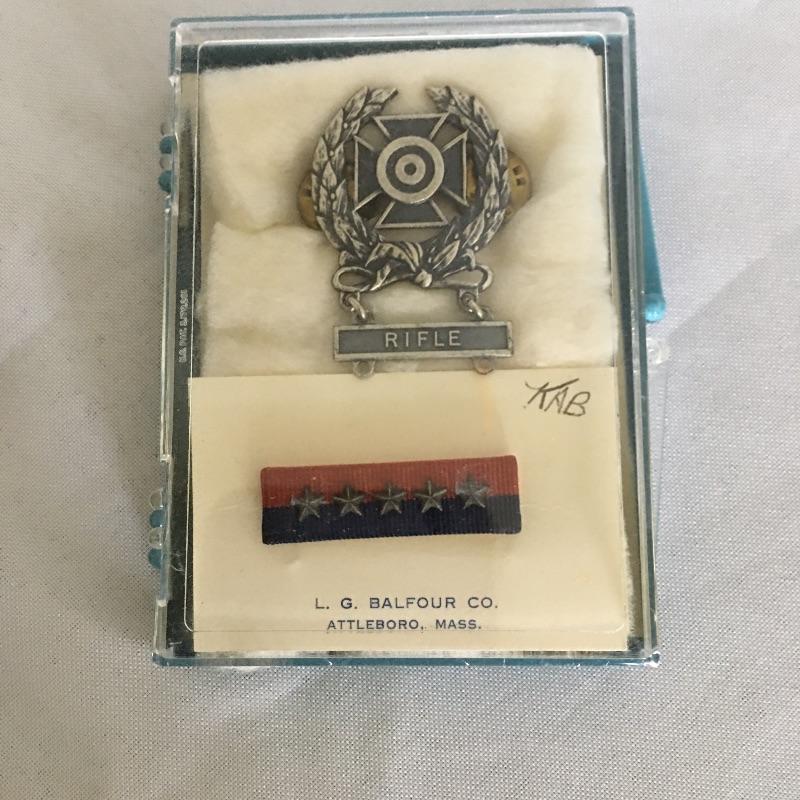 RIFLE
KAB
L. G. BALFOUR CO.
ATTLEBORO, MASS.